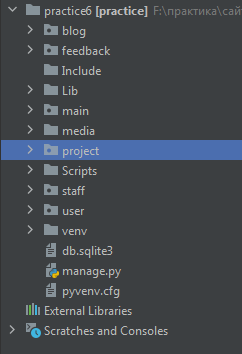 practice6 [practice] F:\практика\сай
blog
feedback
Include
Lib
main
media
project
Scripts
staff
user
venv
db.sqlite3
manage.py
pyvenv.cfg
External Libraries
Scratches and Consoles